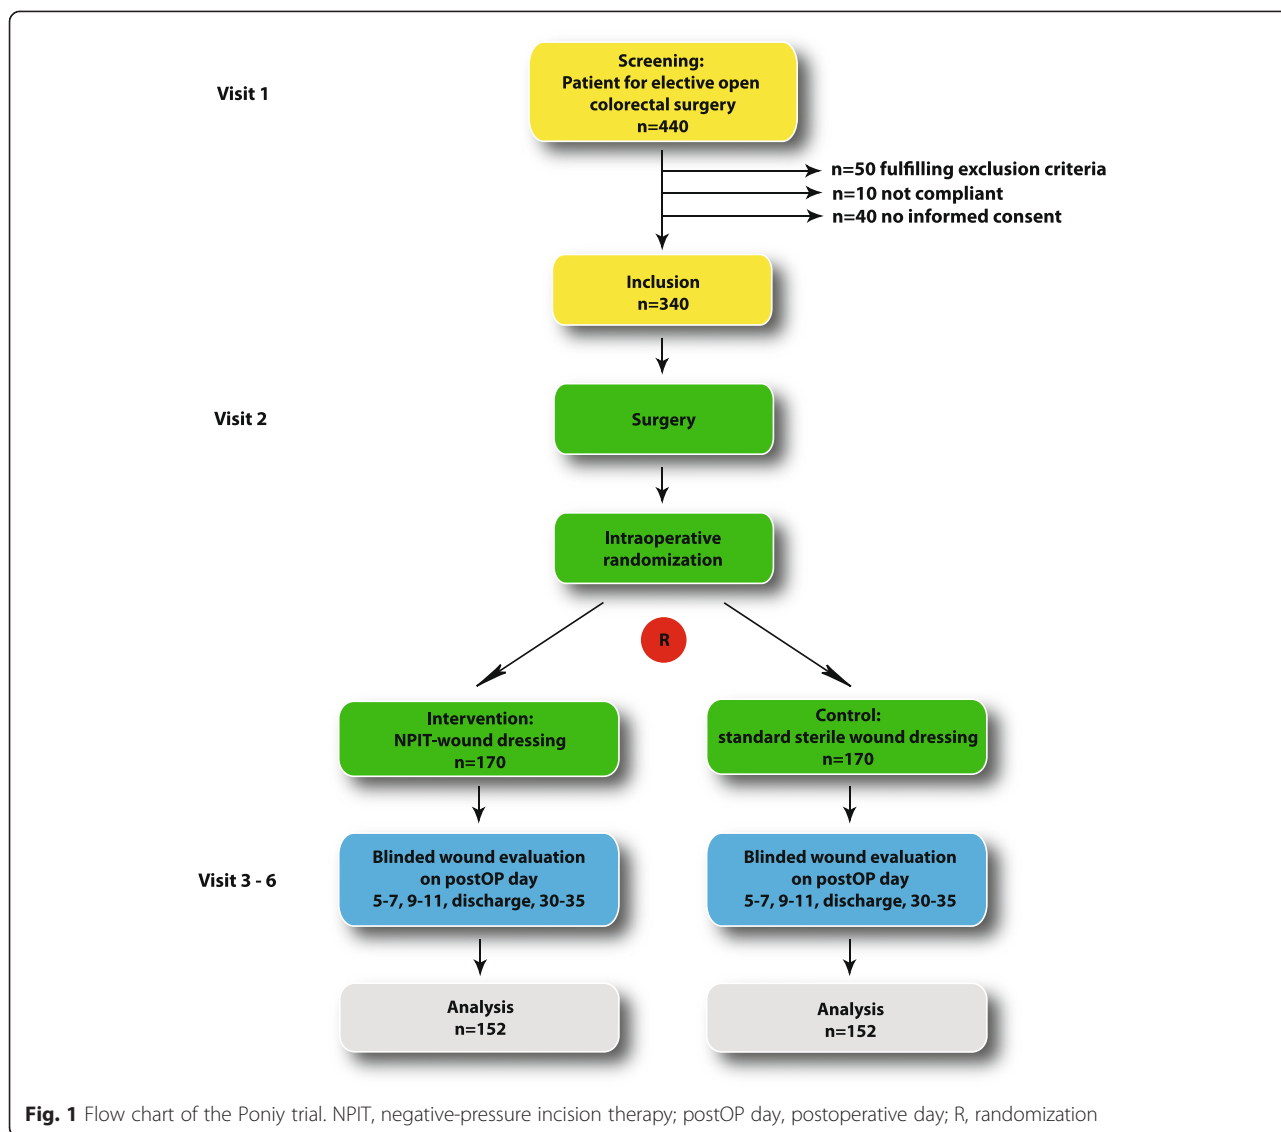 Visit 1
Screening:
Patient for elective open
colorectal surgery
n=440
n=50 fulfilling exclusion criteria
n=10 not compliant
n=40 no informed consent
Inclusion
n=340
Visit 2
Surgery
Intraoperative
randomization
R
Intervention:
NPIT-wound dressing
n=170
Control:
standard sterile wound dressing
n=170
Visit 3 - 6
Blinded wound evaluation
on postOP day
5-7, 9-11, discharge, 30-35
Blinded wound evaluation
on postOP day
5-7, 9-11, discharge, 30-35
Analysis
n=152
Analysis
n=152
Fig. 1 Flow chart of the Poniy trial. NPIT, negative-pressure incision therapy; postOP day, postoperative day; R, randomization